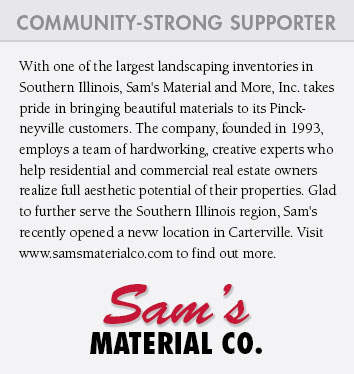 COMMUNITY-STRONG SUPPORTER
With one of the largest landscaping inventories in
Southern Illinois, Sam's Material and More, Inc. takes
pride in bringing beautiful materials to its Pinck-
neyville customers. The company, founded in 1993,
employs a team of hardworking, creative experts who
help residential and commercial real estate owners
realize full aesthetic potential of their properties. Glad
to further serve the Southern Illinois region, Sam's
recently opened a nevw location in Carterville. Visit
www.samsmaterialco.com to find out more.
Sam's
MATERIAL CO.